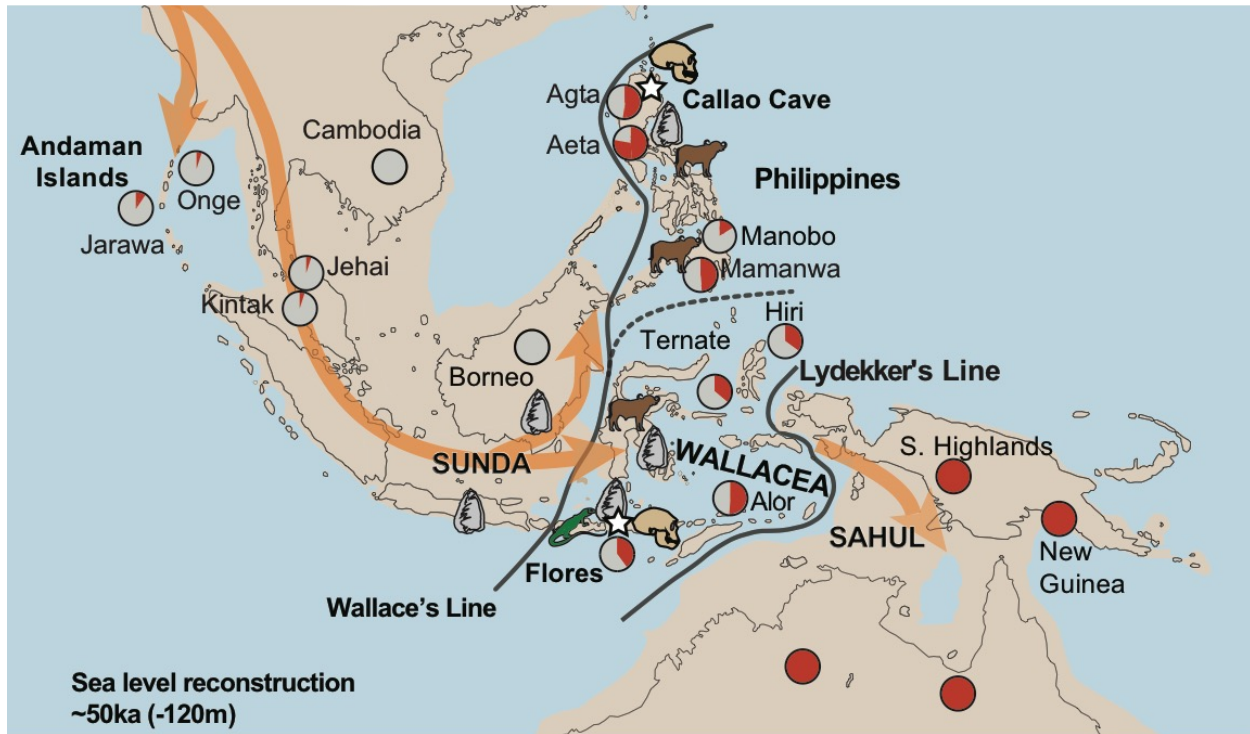 Agta
Callao Cave
Cambodia
Andaman
Islands
Aeta
Philippines
Onge
Jarawa
Manobo
Jehai
Mamanwa
Kintak
Hiri
Ternate
Borneo
Lydekker's Line
SUNDA
WALLACEA
S. Highlands
Alor
SAHUL
New
Guinea
Flores
Wallace's Line
Sea level reconstruction
~50ka (-120m)